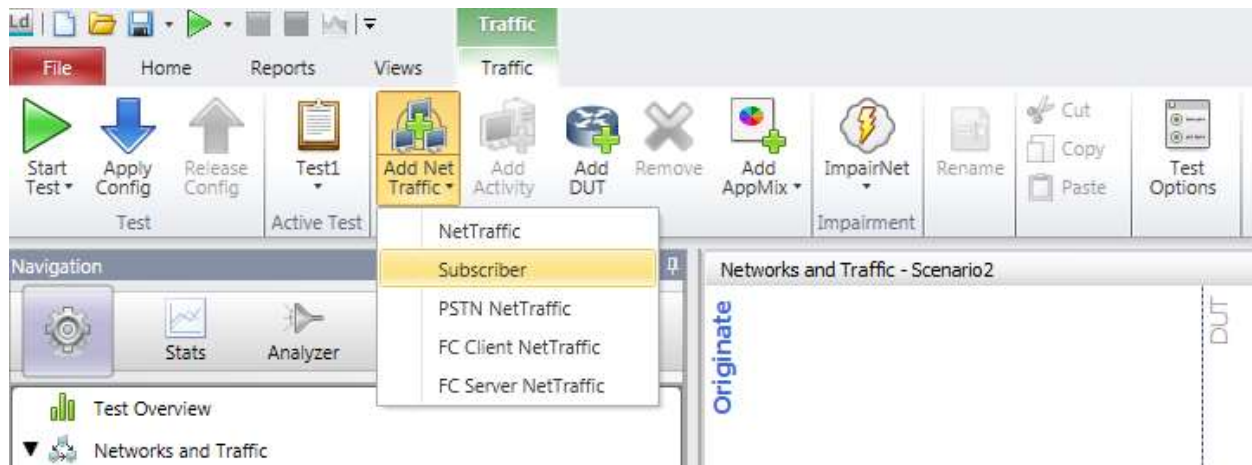 Ld
Traffic
File Home Reports Views Traffic
Start Test
Apply Config
Release Config
Test1
Add Net Traffic
Add Activity
Add DUT
Remove
Add AppMix
ImpairNet
Rename
Cut
Copy
Paste
Test Options
Test
Active Test
Impairment
NetTraffic
Subscriber
PSTN NetTraffic
FC Client NetTraffic
FC Server NetTraffic
Navigation
Stats
Analyzer
Test Overview
Networks and Traffic
Networks and Traffic - Scenario2
Originate
DUT